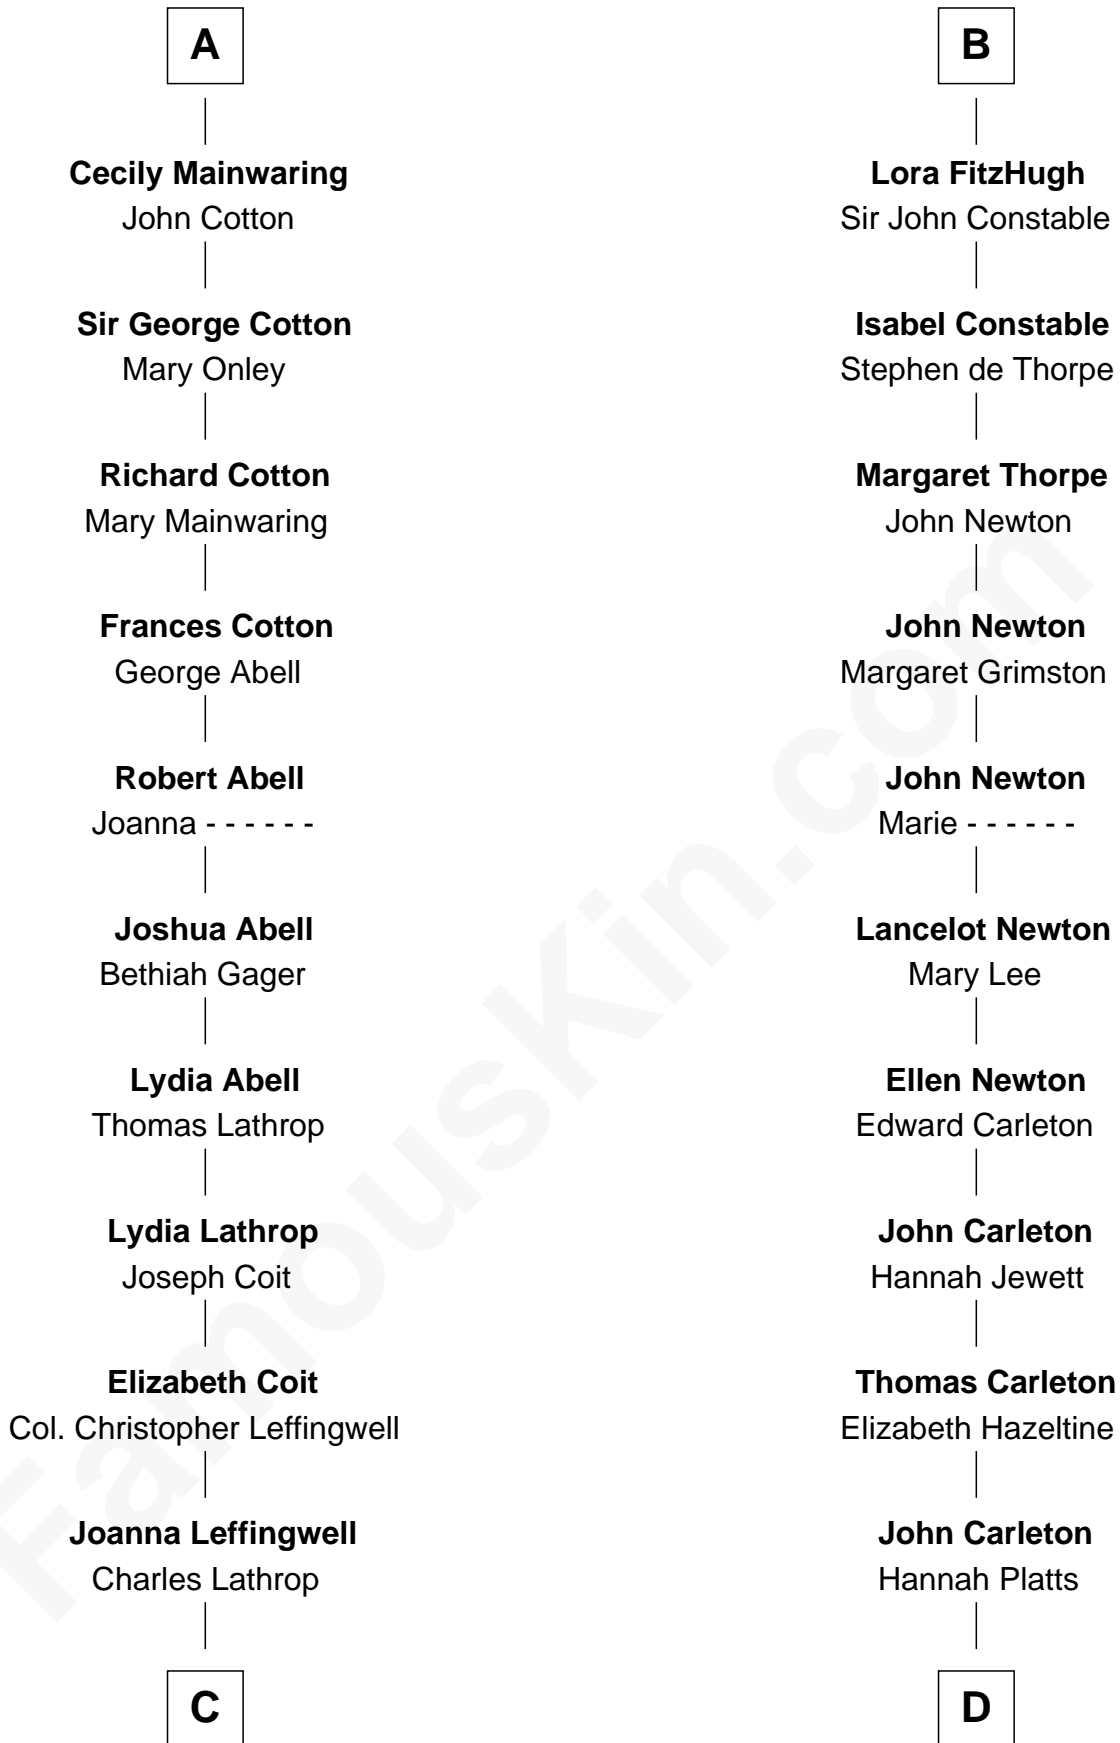 A
Cecily Mainwaring
John Cotton
Sir George Cotton
Mary Onley
Richard Cotton
Mary Mainwaring
Frances Cotton
George Abell
Robert Abell
Joanna - - - - - -
Joshua Abell
Bethiah Gager
Lydia Abell
Thomas Lathrop
Lydia Lathrop
Joseph Coit
Elizabeth Coit
Col. Christopher Leffingwell
Joanna Leffingwell
Charles Lathrop
C
B
Lora FitzHugh
Sir John Constable
Isabel Constable
Stephen de Thorpe
Margaret Thorpe
John Newton
John Newton
Margaret Grimston
John Newton
Marie - - - - - -
Lancelot Newton
Mary Lee
Ellen Newton
Edward Carleton
John Carleton
Hannah Jewett
Thomas Carleton
Elizabeth Hazeltine
John Carleton
Hannah Platts
D
FamousKin.com